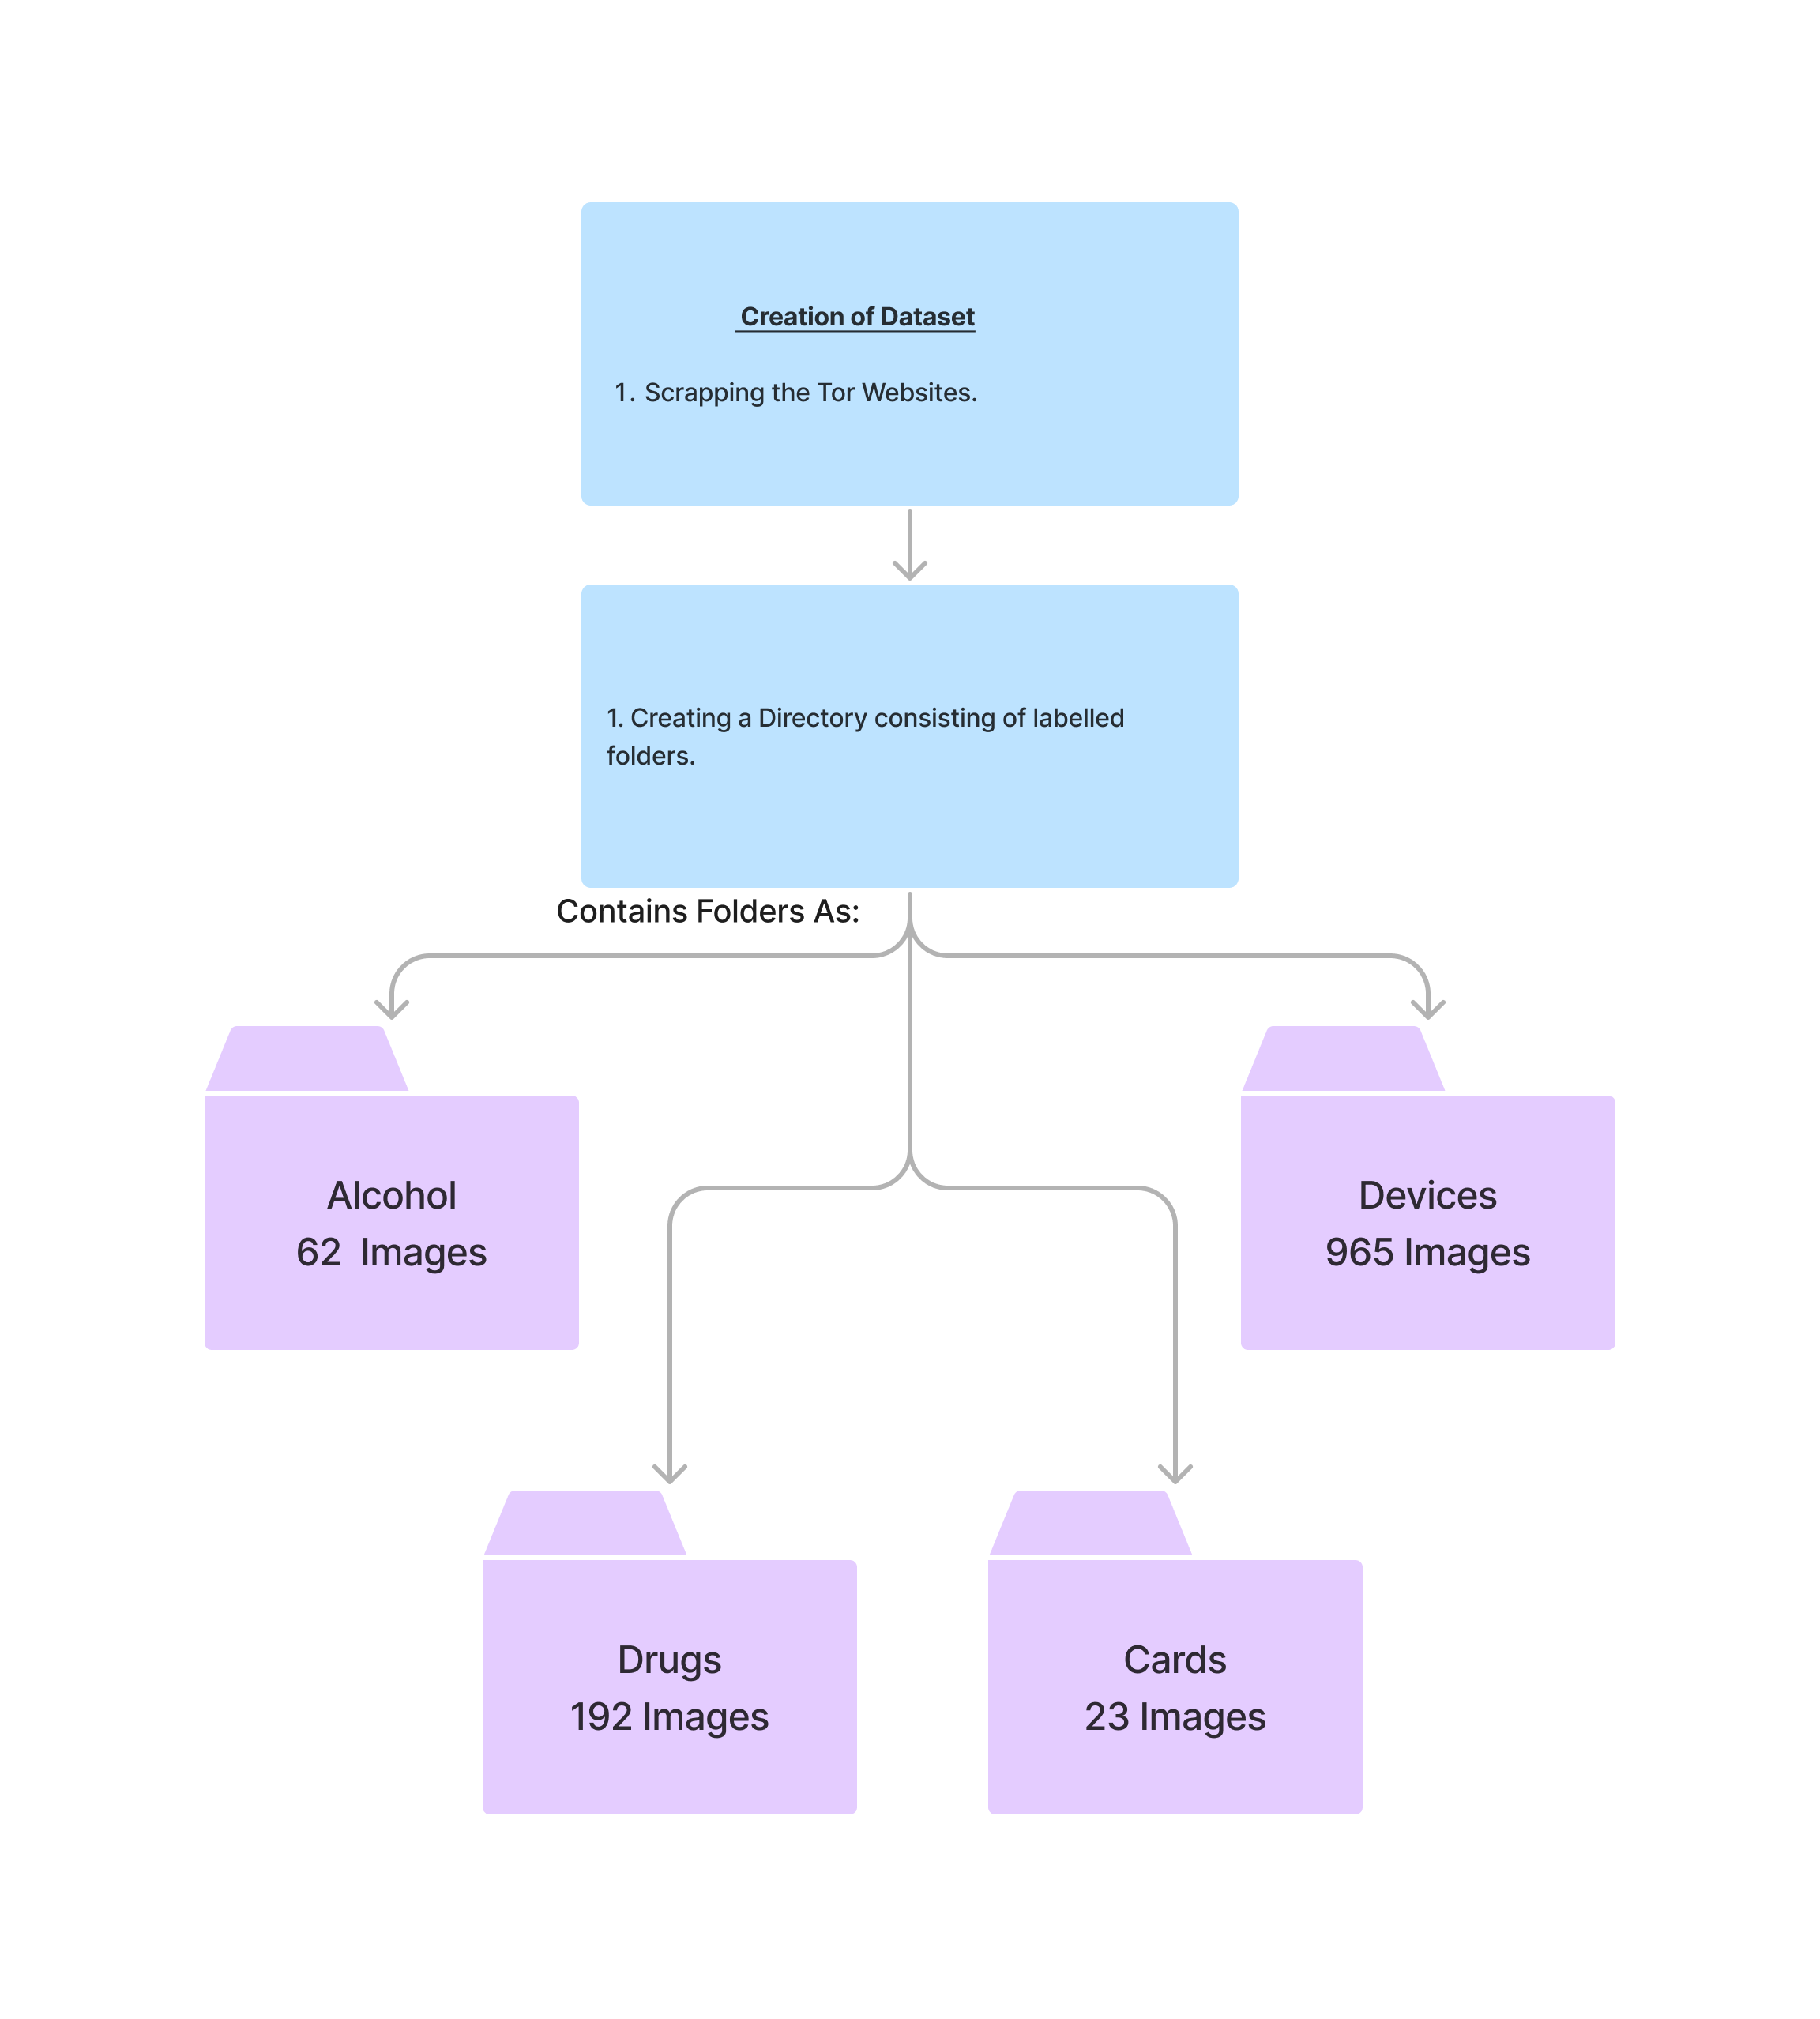 Creation of Dataset
1. Scrapping the Tor Websites.
1. Creating a Directory consisting of labelled
folders.
Contains Folders As:
Alcohol
62 Images
Devices
965 Images
Drugs
192 Images
Cards
23 Images